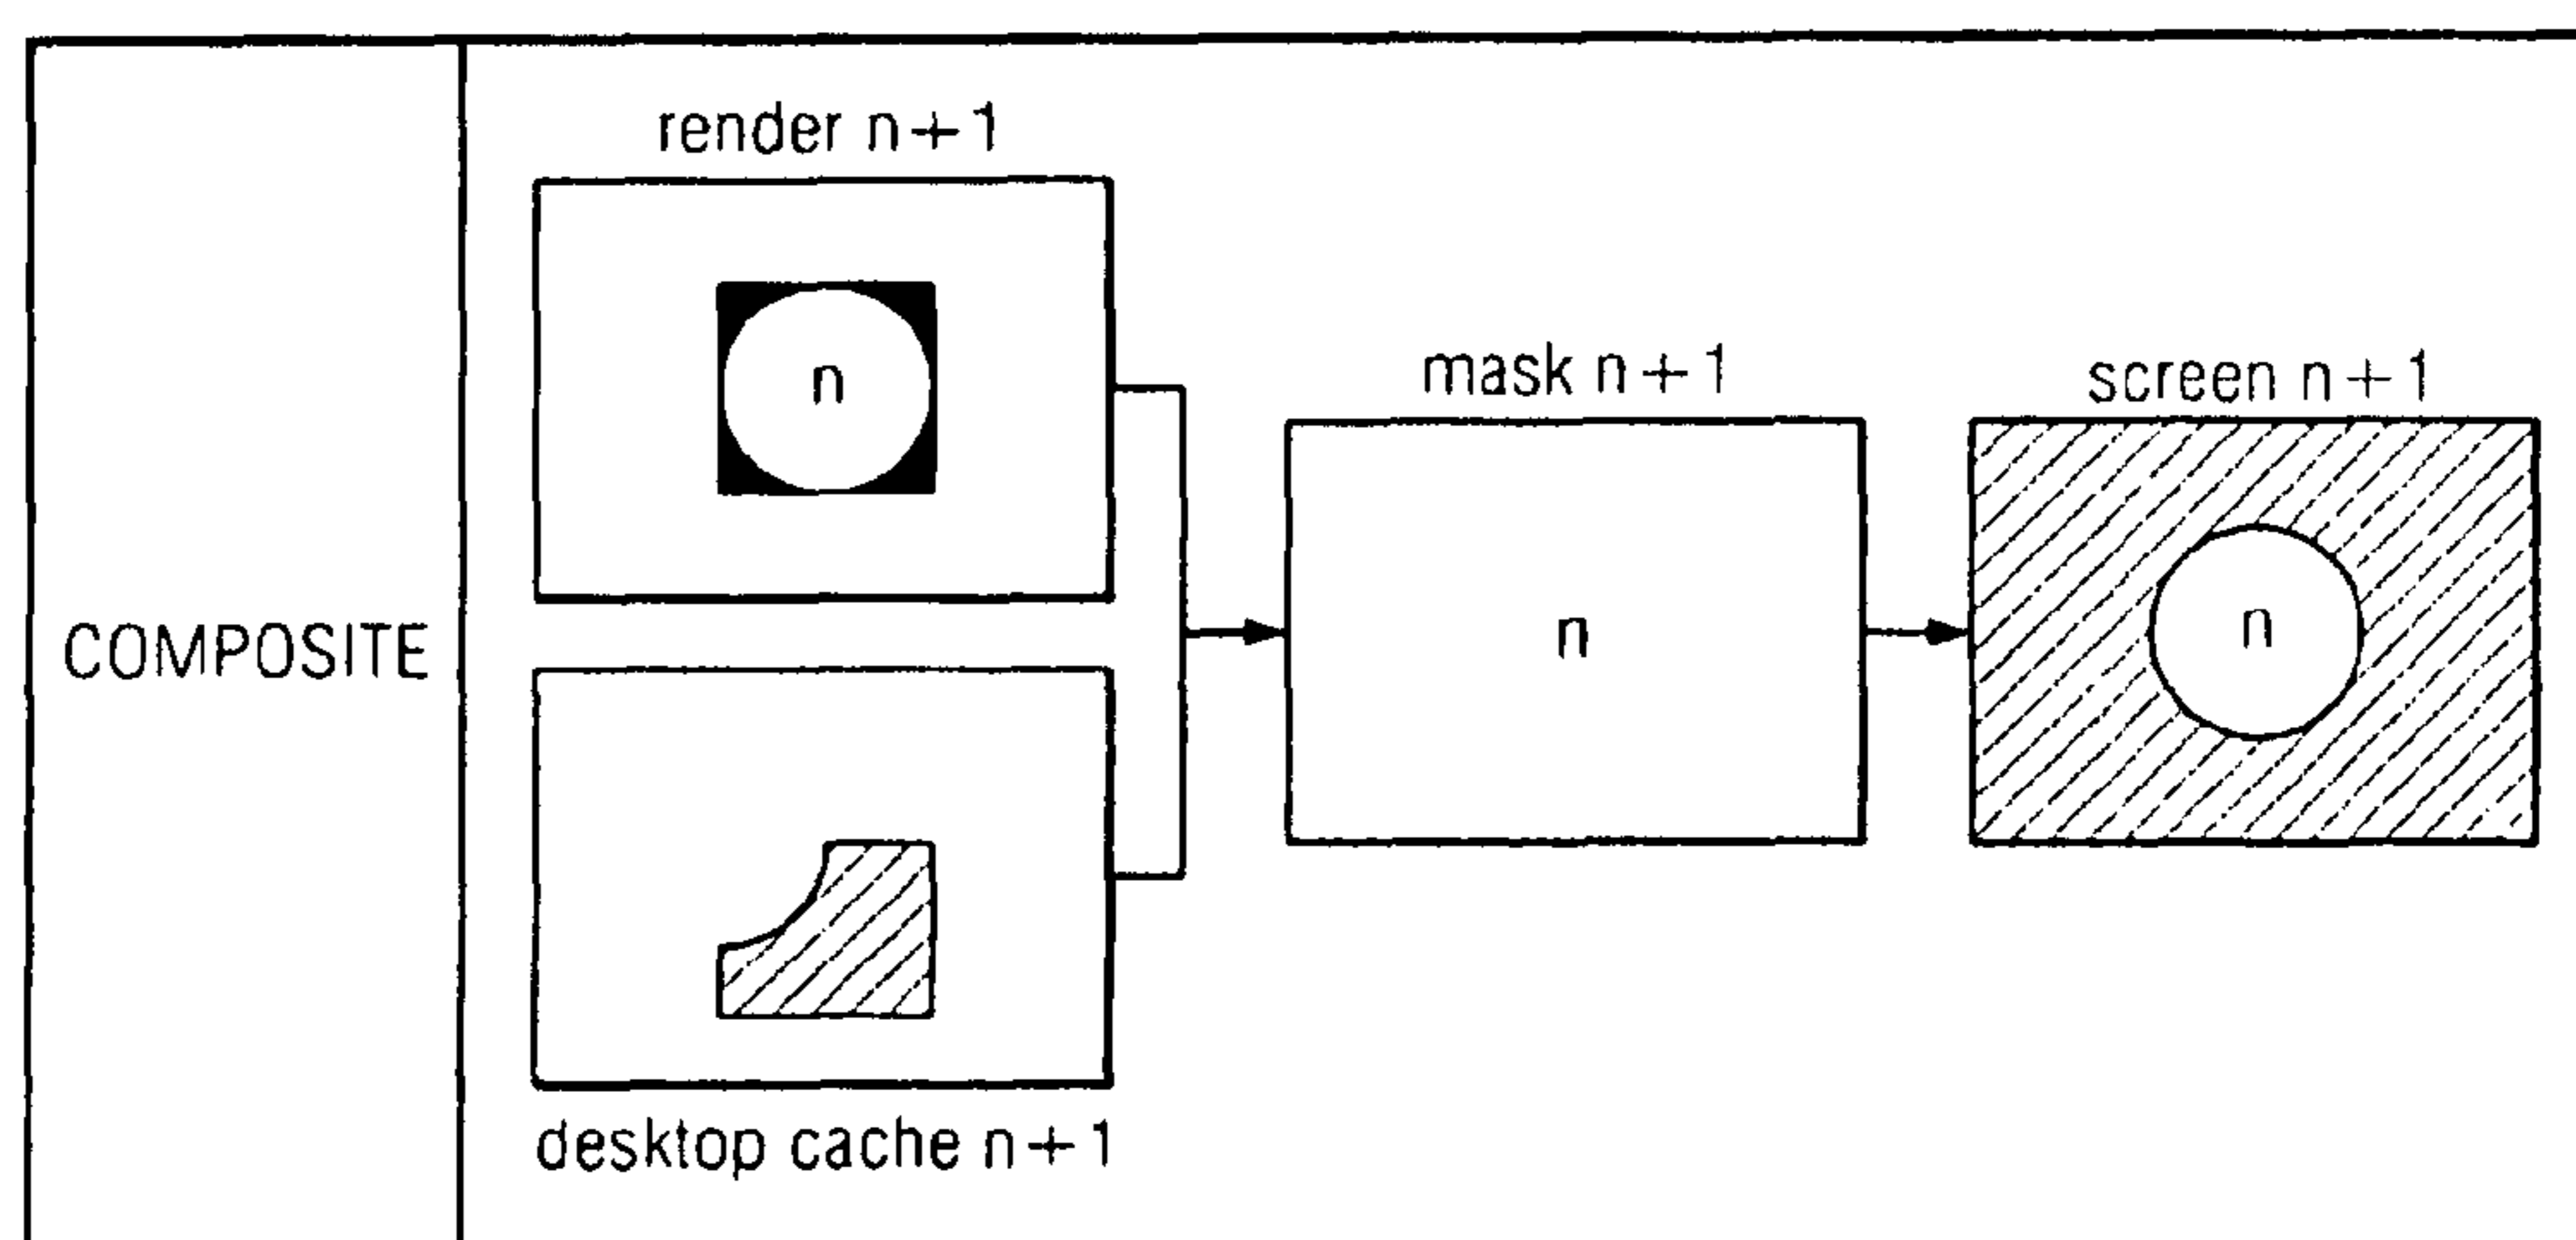 COMPOSITE
render n+1
n
desktop cache n+1
mask n+1
n
screen n+1
n